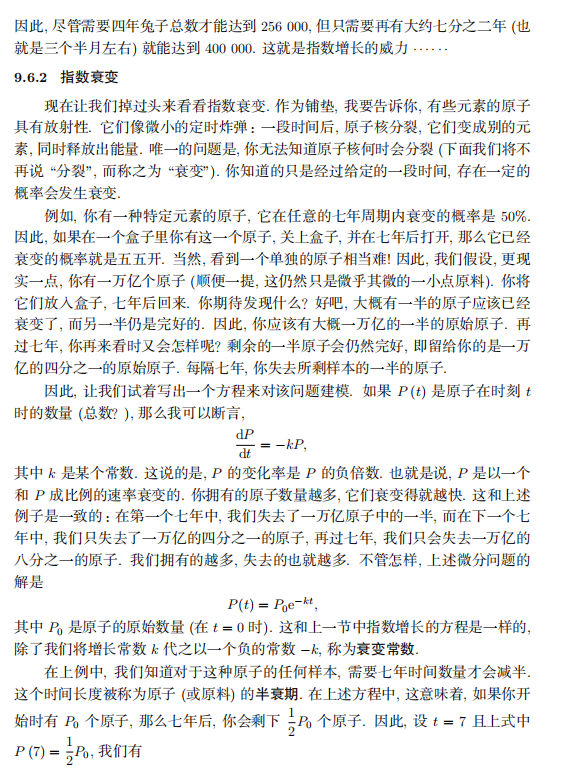 因此, 尽管需要四年兔子总数才能达到 256 000, 但只需要再有大约七分之二年 (也
就是三个半月左右) 就能达到 400 000. 这就是指数增长的威力 ······
9.6.2 指数衰变
现在让我们掉过头来看看指数衰变. 作为铺垫, 我要告诉你, 有些元素的原子
具有放射性. 它们像微小的定时炸弹: 一段时间后, 原子核分裂, 它们变成别的元
素, 同时释放出能量. 唯一的问题是, 你无法知道原子核何时会分裂 (下面我们将不
再说 “分裂”, 而称之为 “衰变”). 你知道的只是经过给定的一段时间, 存在一定的
概率会发生衰变.
例如, 你有一种特定元素的原子, 它在任意的七年周期内衰变的概率是 50%.
因此, 如果在一个盒子里你有这一个原子, 关上盒子, 并在七年后打开, 那么它已经
衰变的概率就是五五开. 当然, 看到一个单独的原子相当难! 因此, 我们假设, 更现
实一点, 你有一万亿个原子 (顺便一提, 这仍然只是微乎其微的一小点原料). 你将
它们放入盒子, 七年后回来. 你期待发现什么? 好吧, 大概有一半的原子应该已经
衰变了, 而另一半仍是完好的. 因此, 你应该有大概一万亿的一半的原始原子. 再
过七年, 你再来看时又会怎样呢? 剩余的一半原子会仍然完好, 即留给你的是一万
亿的四分之一的原始原子. 每隔七年, 你失去所剩样本的一半的原子.
因此, 让我们试着写出一个方程来对该问题建模. 如果 P (t) 是原子在时刻 t
时的数量 (总数? ), 那么我可以断言,
dP/dt = −kP,
其中 k 是某个常数. 这说的是, P 的变化率是 P 的负倍数. 也就是说, P 是以一个
和 P 成比例的速率衰变的. 你拥有的原子数量越多, 它们衰变得就越快. 这和上述
例子是一致的: 在第一个七年中, 我们失去了一万亿原子中的一半, 而在下一个七
年中, 我们只失去了一万亿的四分之一的原子, 再过七年, 我们只会失去一万亿的
八分之一的原子. 我们拥有的越多, 失去的也就越多. 不管怎样, 上述微分问题的
解是
P(t) = P₀e^{−kt},
其中 P₀ 是原子的原始数量 (在 t = 0 时). 这和上一节中指数增长的方程是一样的,
除了我们将增长常数 k 代之以一个负的常数 −k, 称为衰变常数.
在上例中, 我们知道对于这种原子的任何样本, 需要七年时间数量才会减半.
这个时间长度被称为原子 (或原料) 的半衰期. 在上述方程中, 这意味着, 如果你开
始时有 P₀ 个原子, 那么七年后, 你会剩下 1/2 P₀ 个原子. 因此, 设 t = 7 且上式中
P (7) = 1/2 P₀, 我们有